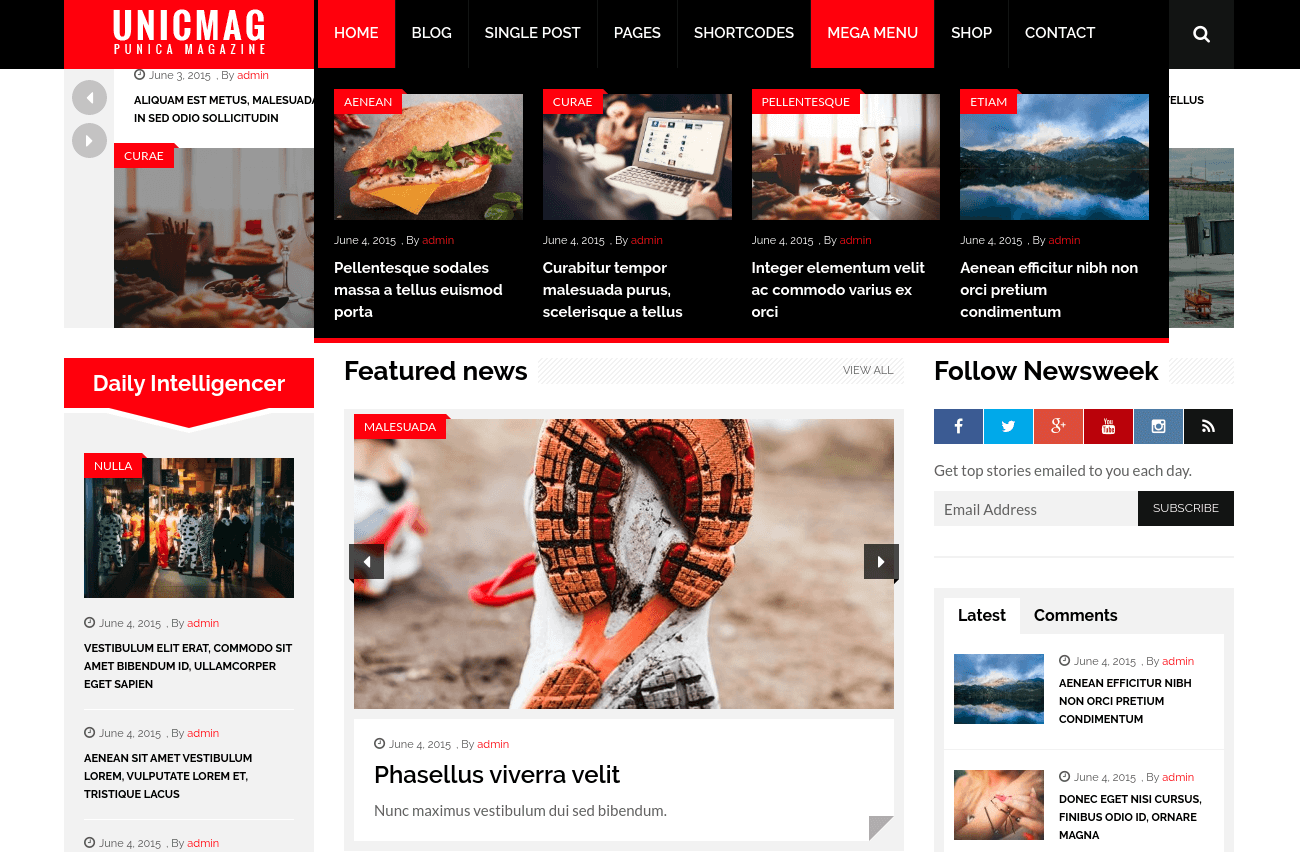 UNICMAG
PUNICA MAGAZINE
HOME
BLOG
SINGLE POST
PAGES
SHORTCODES
MEGA MENU
SHOP
CONTACT
June 3, 2015 , By admin
ALIQUAM EST METUS, MALESUADA
IN SED ODIO SOLLICITUDIN
CURAE
AENEAN
June 4, 2015 , By admin
Pellentesque sodales
massa a tellus euismod
porta
CURAE
June 4, 2015 , By admin
Curabitur tempor
malesuada purus,
scelerisque a tellus
PELLENTESQUE
June 4, 2015 , By admin
Integer elementum velit
ac commodo varius ex
orci
ETIAM
June 4, 2015 , By admin
Aenean efficitur nibh non
orci pretium
condimentum
Daily Intelligencer
NULLA
June 4, 2015 , By admin
VESTIBULUM ELIT ERAT, COMMODO SIT
AMET BIBENDUM ID, ULLAMCORPER
EGET SAPIEN
June 4, 2015 , By admin
AENEAN SIT AMET VESTIBULUM
LOREM, VULPUTATE LOREM ET,
TRISTIQUE LACUS
June 4, 2015 , By admin
Featured news
VIEW ALL
MALESUADA
June 4, 2015 , By admin
Phasellus viverra velit
Nunc maximus vestibulum dui sed bibendum.
Follow Newsweek
You
Get top stories emailed to you each day.
Email Address
SUBSCRIBE
Latest
Comments
June 4, 2015 , By admin
AENEAN EFFICITUR NIBH
NON ORCI PRETIUM
CONDIMENTUM
June 4, 2015 , By admin
DONEC EGET NISI CURSUS,
FINIBUS ODIO ID, ORNARE
MAGNA